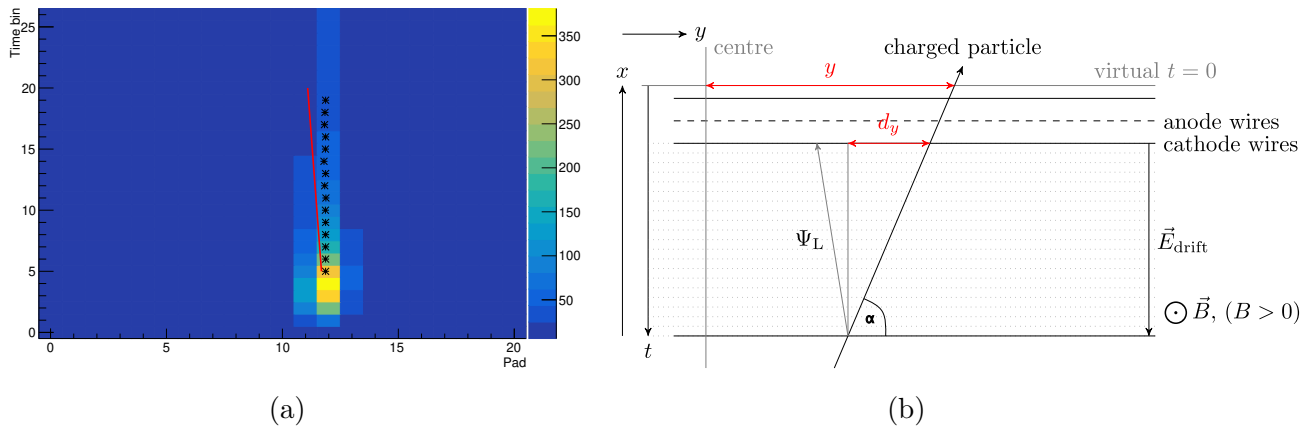 Time bin
25
20
15
10
5
0
0
5
10
15
20
Pad
350
300
250
200
150
100
50
(a)
y
centre
charged particle
x
y
virtual t = 0
d_y
anode wires
cathode wires
Ψ_L
E⃗_drift
α
⊙ B⃗, (B > 0)
t
(b)